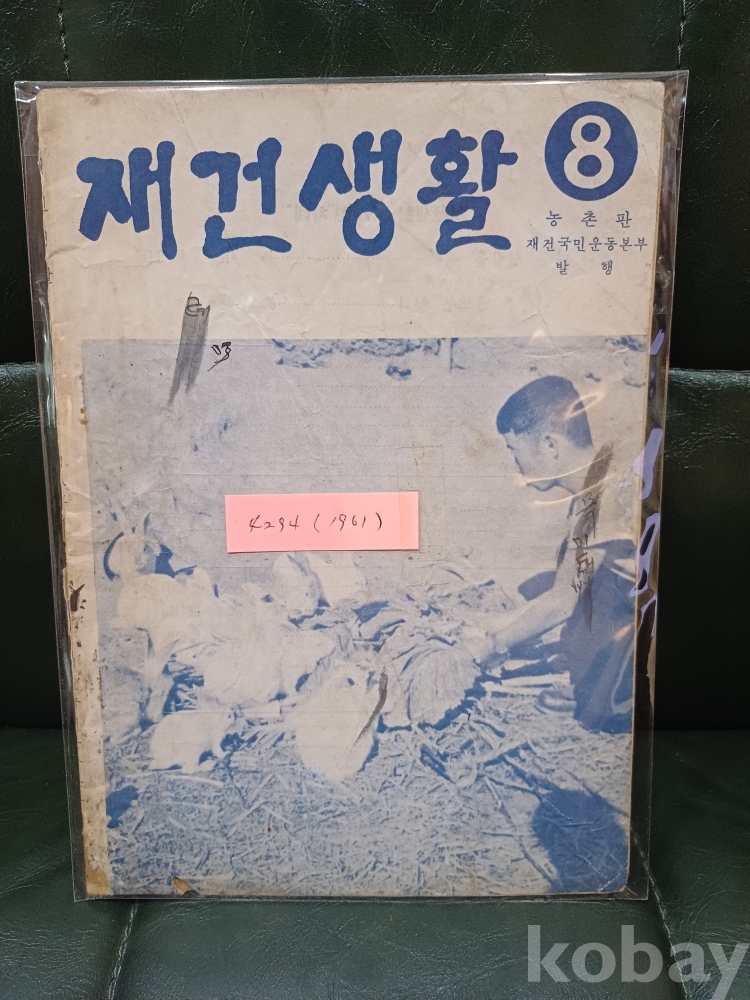 재건생활
8
농촌판
재건국민운동본부
발행
4294 (1961)
kobay